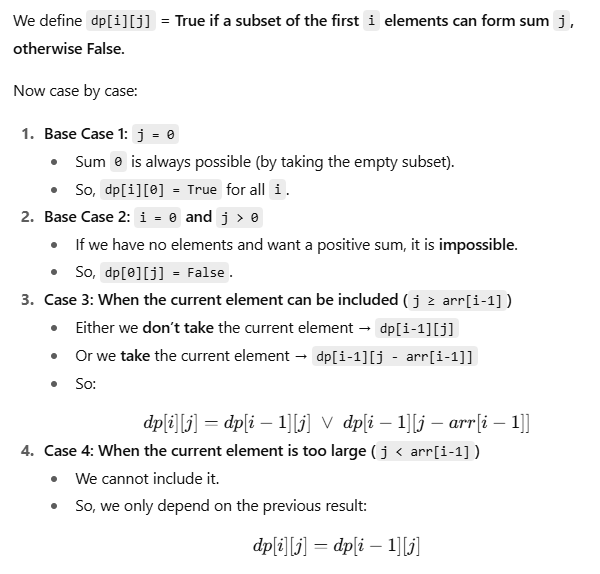 We define dp[i][j] = True if a subset of the first i elements can form sum j,
otherwise False.
Now case by case:
1. Base Case 1: j = 0
• Sum 0 is always possible (by taking the empty subset).
• So, dp[i][0] = True for all i.
2. Base Case 2: i = 0 and j > 0
• If we have no elements and want a positive sum, it is impossible.
• So, dp[0][j] = False.
3. Case 3: When the current element can be included (j ≥ arr[i-1])
• Either we don't take the current element → dp[i-1][j]
• Or we take the current element → dp[i-1][j - arr[i-1]]
• So:
dp[i][j] = dp[i − 1][j] ∨ dp[i − 1][j − arr[i − 1]]
4. Case 4: When the current element is too large (j < arr[i-1])
• We cannot include it.
• So, we only depend on the previous result:
dp[i][j] = dp[i − 1][j]